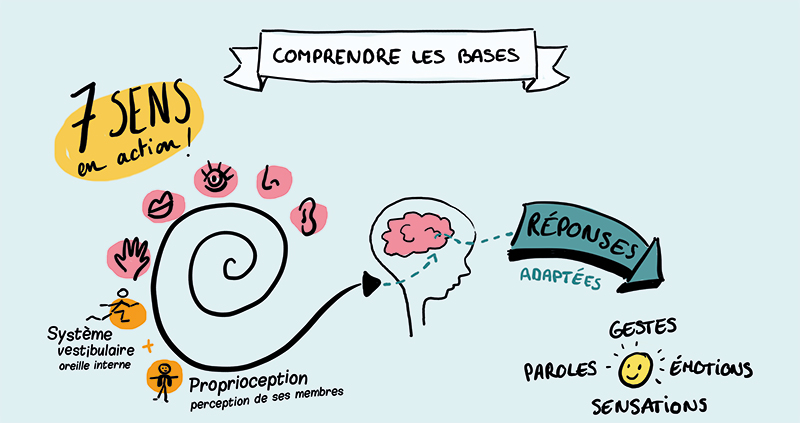 COMPRENDRE LES BASES
7 SENS
en action !
Système
vestibulaire
oreille interne
+
Proprioception
perception de ses membres
RÉPONSES
ADAPTÉES
GESTES
PAROLES
ÉMOTIONS
SENSATIONS